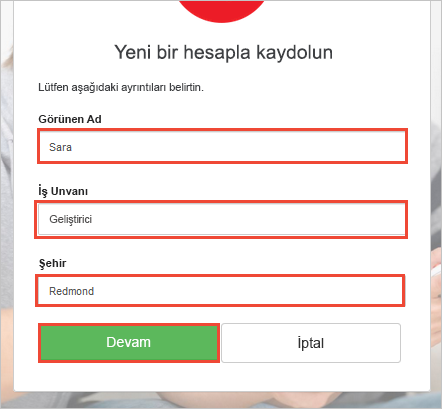 Yeni bir hesapla kaydolun
Lütfen aşağıdaki ayrıntıları belirtin.
Görünen Ad
Sara
İş Unvanı
Geliştirici
Şehir
Redmond
Devam
İptal